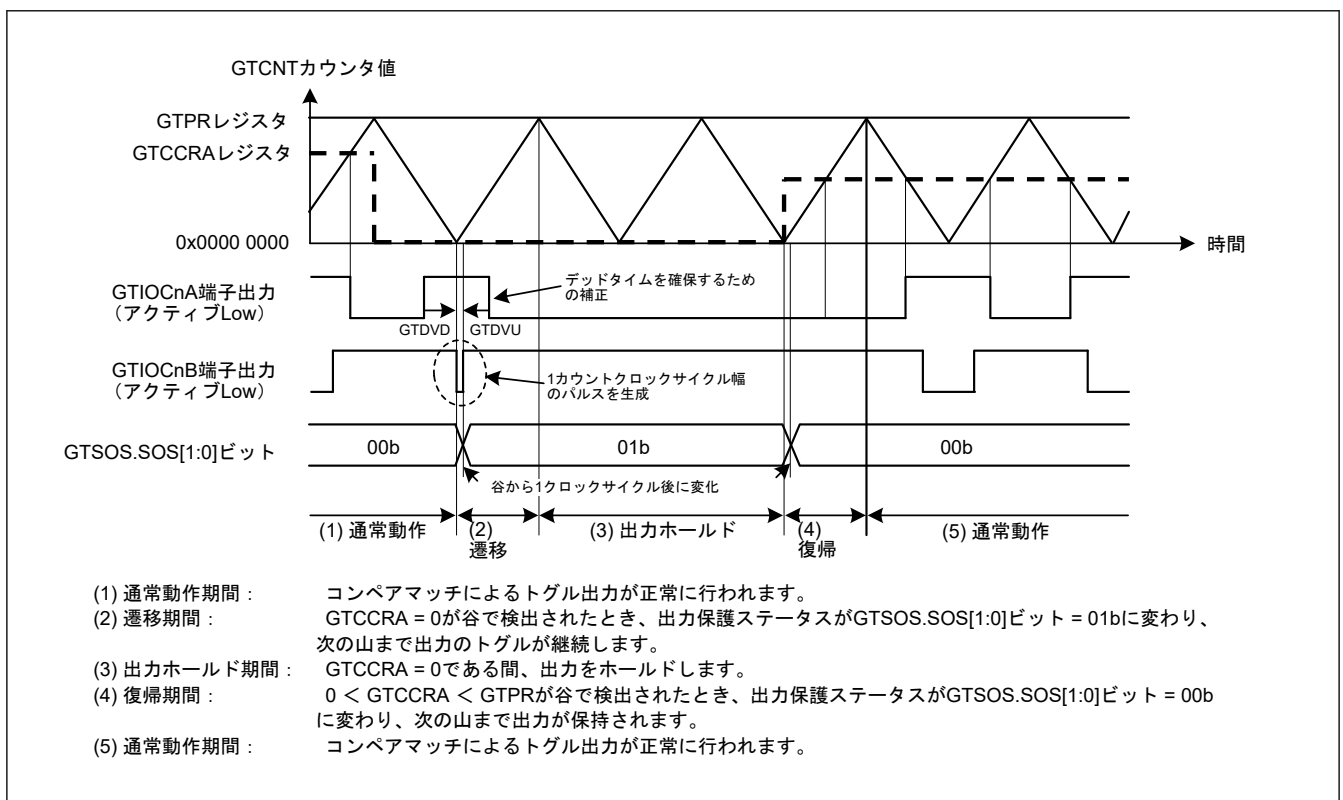 GTCNTカウンタ値
GTPRレジスタ
GTCCRAレジスタ
0x0000 0000
時間
GTIOCnA端子出力
（アクティブLow）
デッドタイムを確保するため
の補正
GTDVD
GTDVU
GTIOCnB端子出力
（アクティブLow）
1カウントクロックサイクル幅
のパルスを生成
GTSOS.SOS[1:0]ビット
00b
01b
00b
谷から1クロックサイクル後に変化
(1) 通常動作
(2)
遷移
(3) 出力ホールド
(4)
復帰
(5) 通常動作
(1) 通常動作期間： コンペアマッチによるトグル出力が正常に行われます。
(2) 遷移期間： GTCCRA = 0が谷で検出されたとき、出力保護ステータスがGTSOS.SOS[1:0]ビット = 01bに変わり、
次の山まで出力のトグルが継続します。
(3) 出力ホールド期間： GTCCRA = 0である間、出力をホールドします。
(4) 復帰期間： 0 ＜ GTCCRA ＜ GTPRが谷で検出されたとき、出力保護ステータスがGTSOS.SOS[1:0]ビット = 00b
に変わり、次の山まで出力が保持されます。
(5) 通常動作期間： コンペアマッチによるトグル出力が正常に行われます。